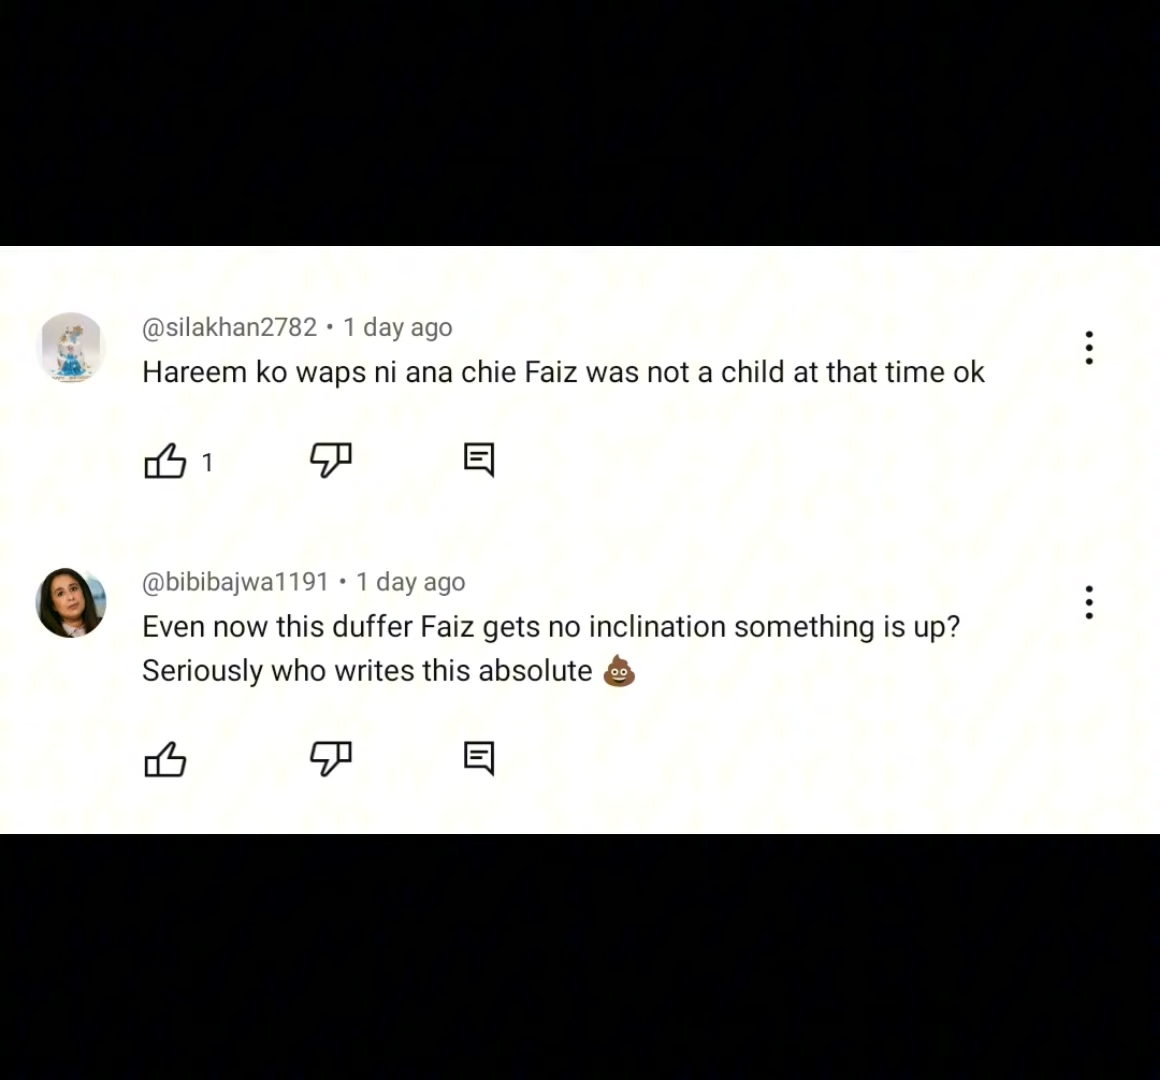 @silakhan2782 • 1 day ago
Hareem ko waps ni ana chie Faiz was not a child at that time ok
1
@bibibajwa1191 • 1 day ago
Even now this duffer Faiz gets no inclination something is up?
Seriously who writes this absolute 💩